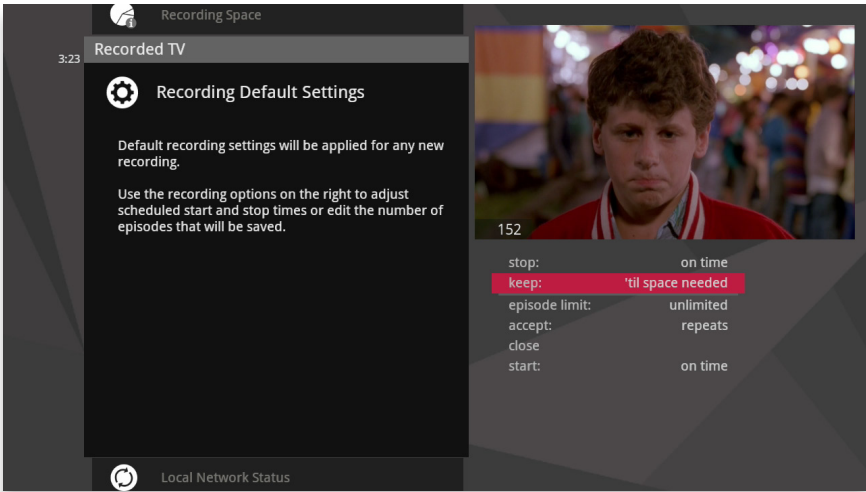 Recording Space
3:23
Recorded TV
Recording Default Settings
Default recording settings will be applied for any new
recording.
Use the recording options on the right to adjust
scheduled start and stop times or edit the number of
episodes that will be saved.
Local Network Status
152
stop: on time
keep: 'til space needed
episode limit: unlimited
accept: repeats
close
start: on time